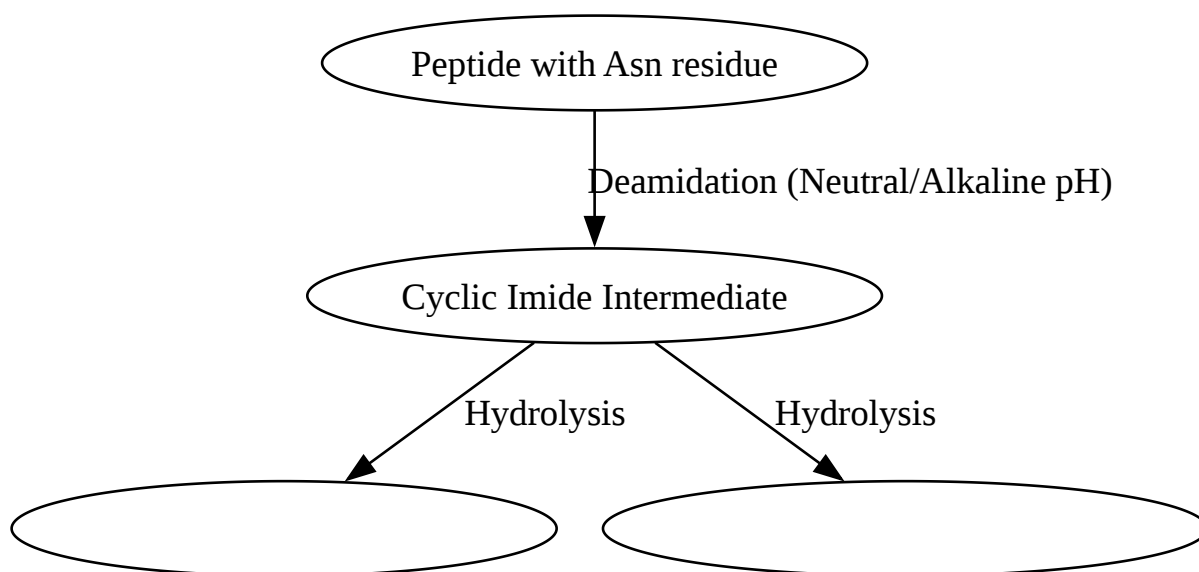 Peptide with Asn residue
Deamidation (Neutral/Alkaline pH)
Cyclic Imide Intermediate
Hydrolysis
Hydrolysis